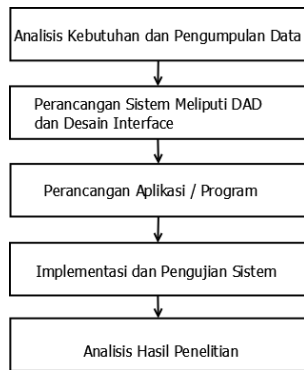 Analisis Kebutuhan dan Pengumpulan Data
Perancangan Sistem Meliputi DAD
dan Desain Interface
Perancangan Aplikasi / Program
Implementasi dan Pengujian Sistem
Analisis Hasil Penelitian